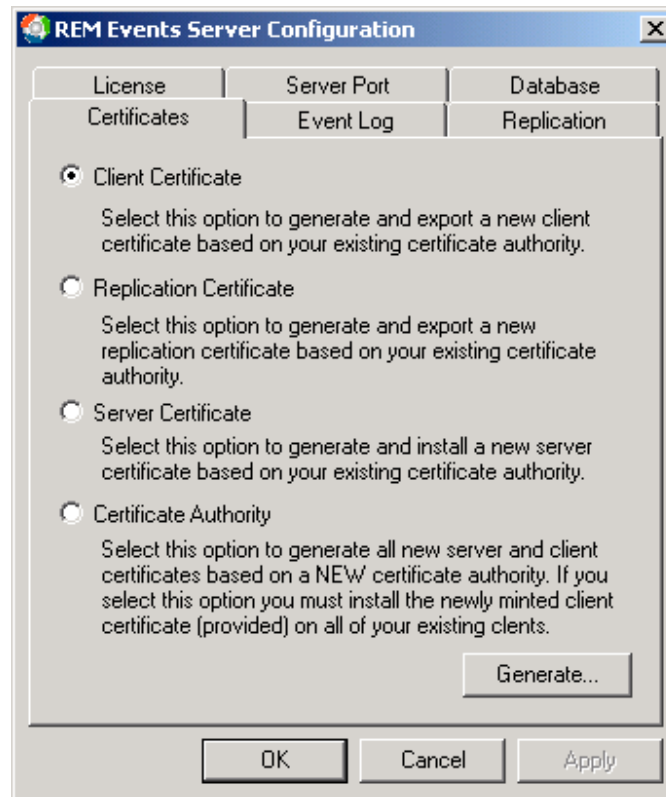 REM Events Server Configuration
License Server Port Database
Certificates Event Log Replication
Client Certificate
Select this option to generate and export a new client
certificate based on your existing certificate authority.
Replication Certificate
Select this option to generate and export a new
replication certificate based on your existing certificate
authority.
Server Certificate
Select this option to generate and install a new server
certificate based on your existing certificate authority.
Certificate Authority
Select this option to generate all new server and client
certificates based on a NEW certificate authority. If you
select this option you must install the newly minted client
certificate (provided) on all of your existing clents.
Generate...
OK Cancel Apply